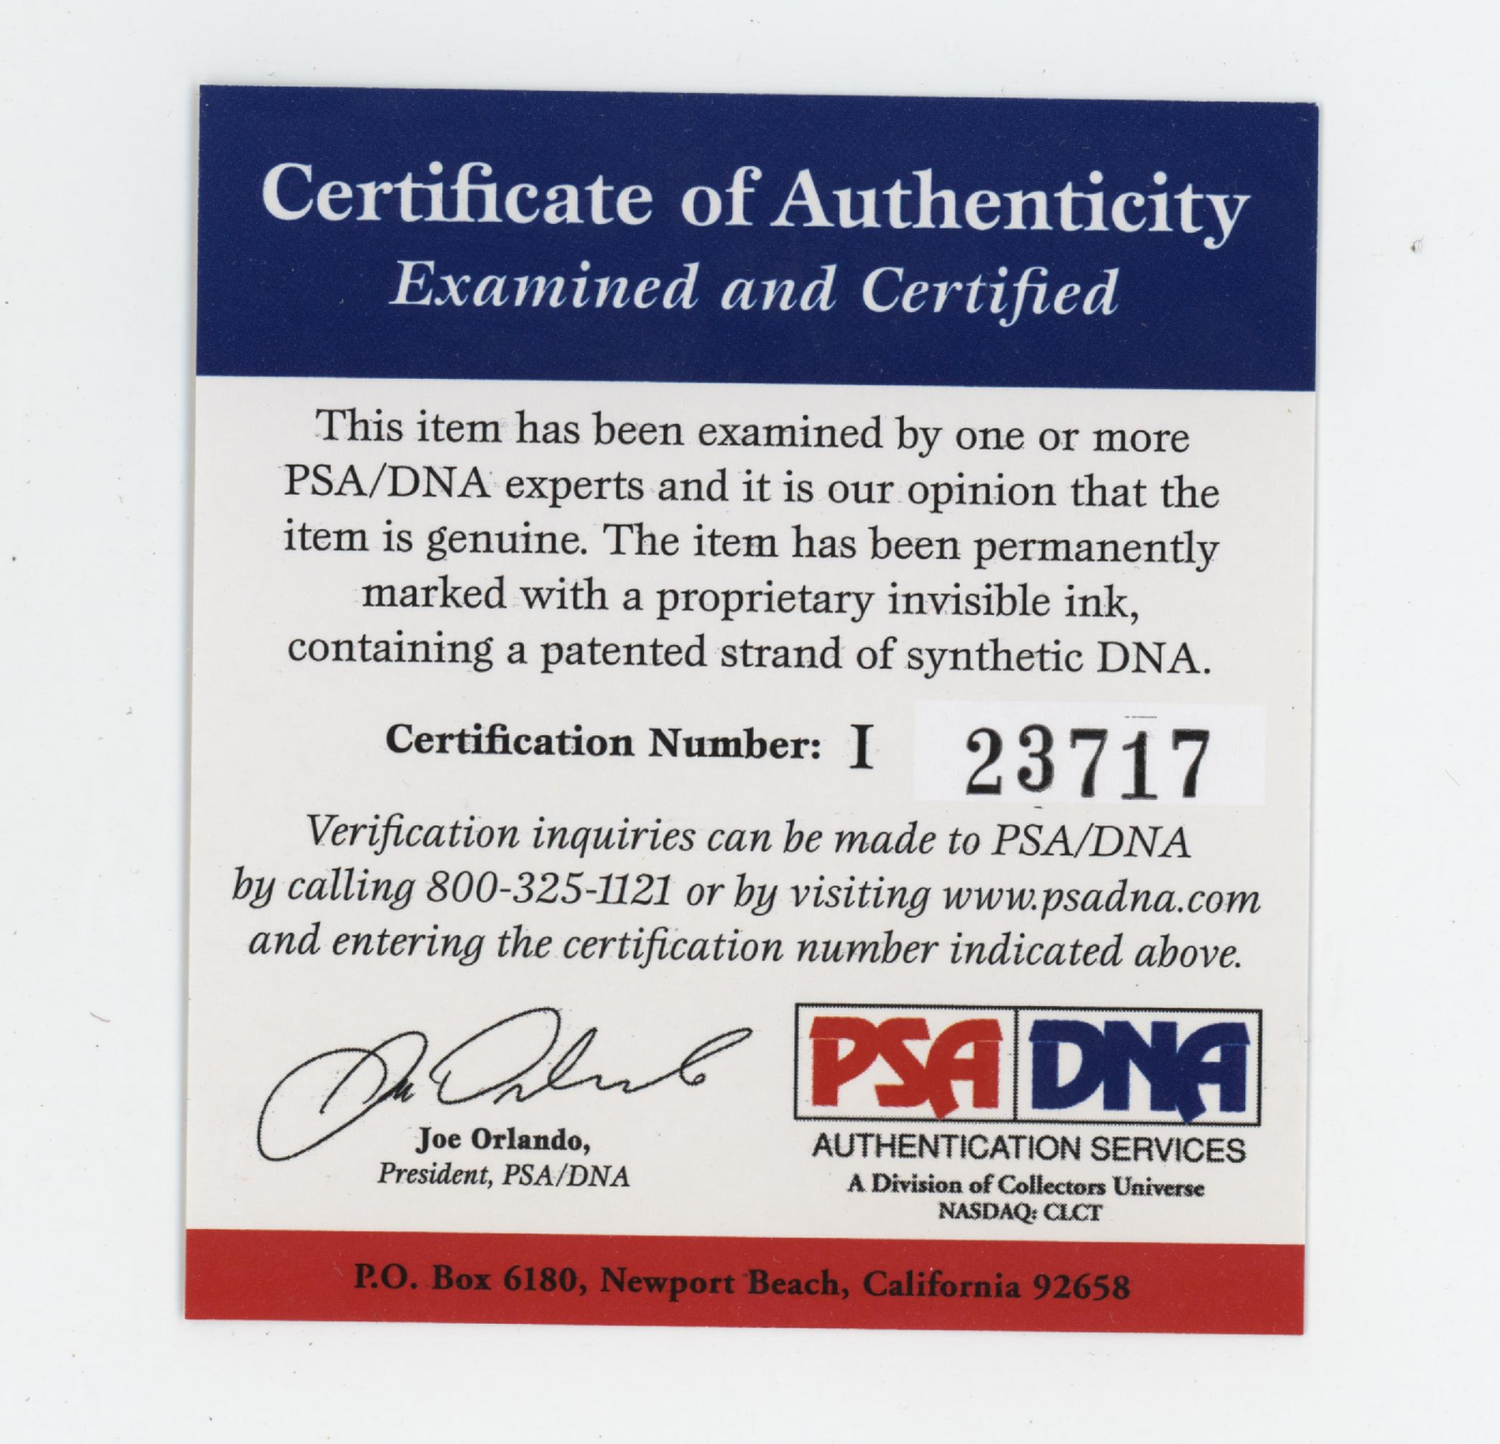 Certificate of Authenticity
Examined and Certified
This item has been examined by one or more
PSA/DNA experts and it is our opinion that the
item is genuine. The item has been permanently
marked with a proprietary invisible ink,
containing a patented strand of synthetic DNA.
Certification Number: I 23717
Verification inquiries can be made to PSA/DNA
by calling 800-325-1121 or by visiting www.psadna.com
and entering the certification number indicated above.
Joe Orlando,
President, PSA/DNA
PSA DNA
AUTHENTICATION SERVICES
A Division of Collectors Universe
NASDAQ: CLCT
P.O. Box 6180, Newport Beach, California 92658